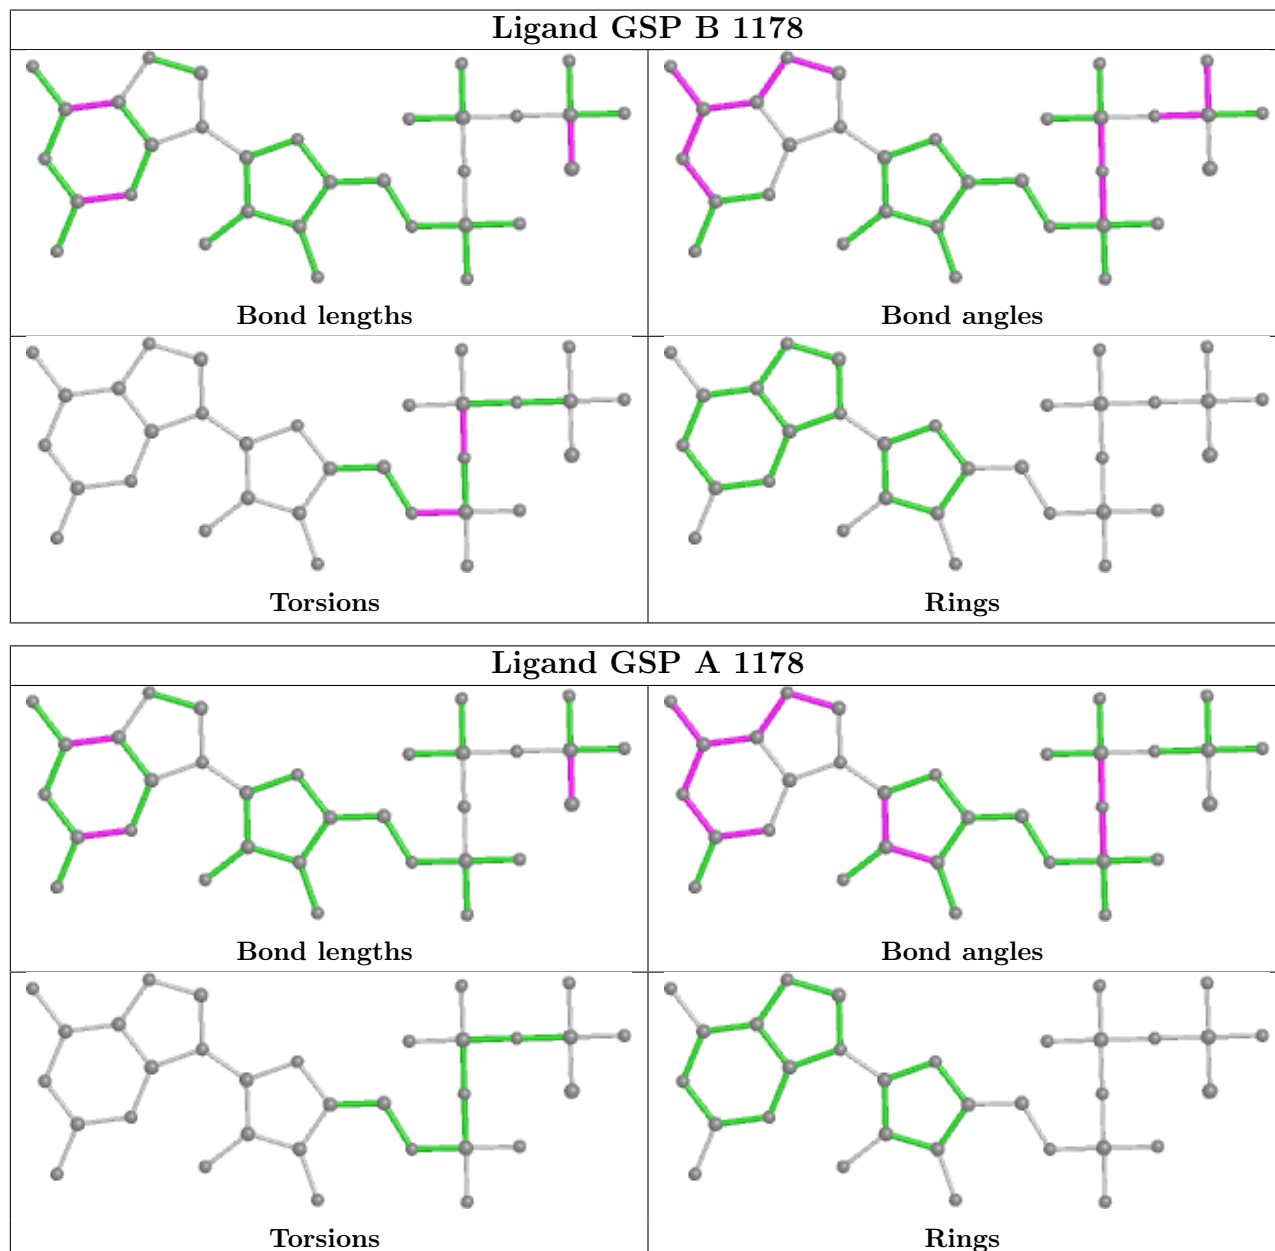 Ligand GSP B 1178
Bond lengths
Bond angles
Torsions
Rings
Ligand GSP A 1178
Bond lengths
Bond angles
Torsions
Rings